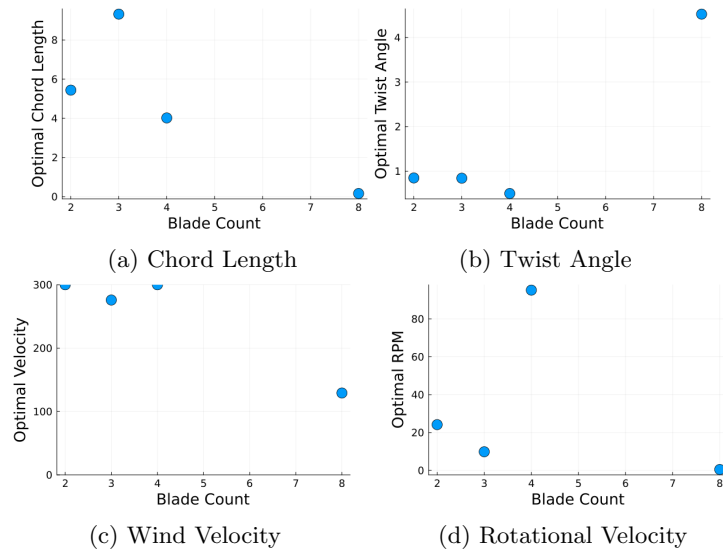 Optimal Chord Length
8
6
4
2
0
2 3 4 5 6 7 8
Blade Count
(a) Chord Length
Optimal Twist Angle
4
3
2
1
2 3 4 5 6 7 8
Blade Count
(b) Twist Angle
Optimal Velocity
300
200
100
0
2 3 4 5 6 7 8
Blade Count
(c) Wind Velocity
Optimal RPM
80
60
40
20
0
2 3 4 5 6 7 8
Blade Count
(d) Rotational Velocity